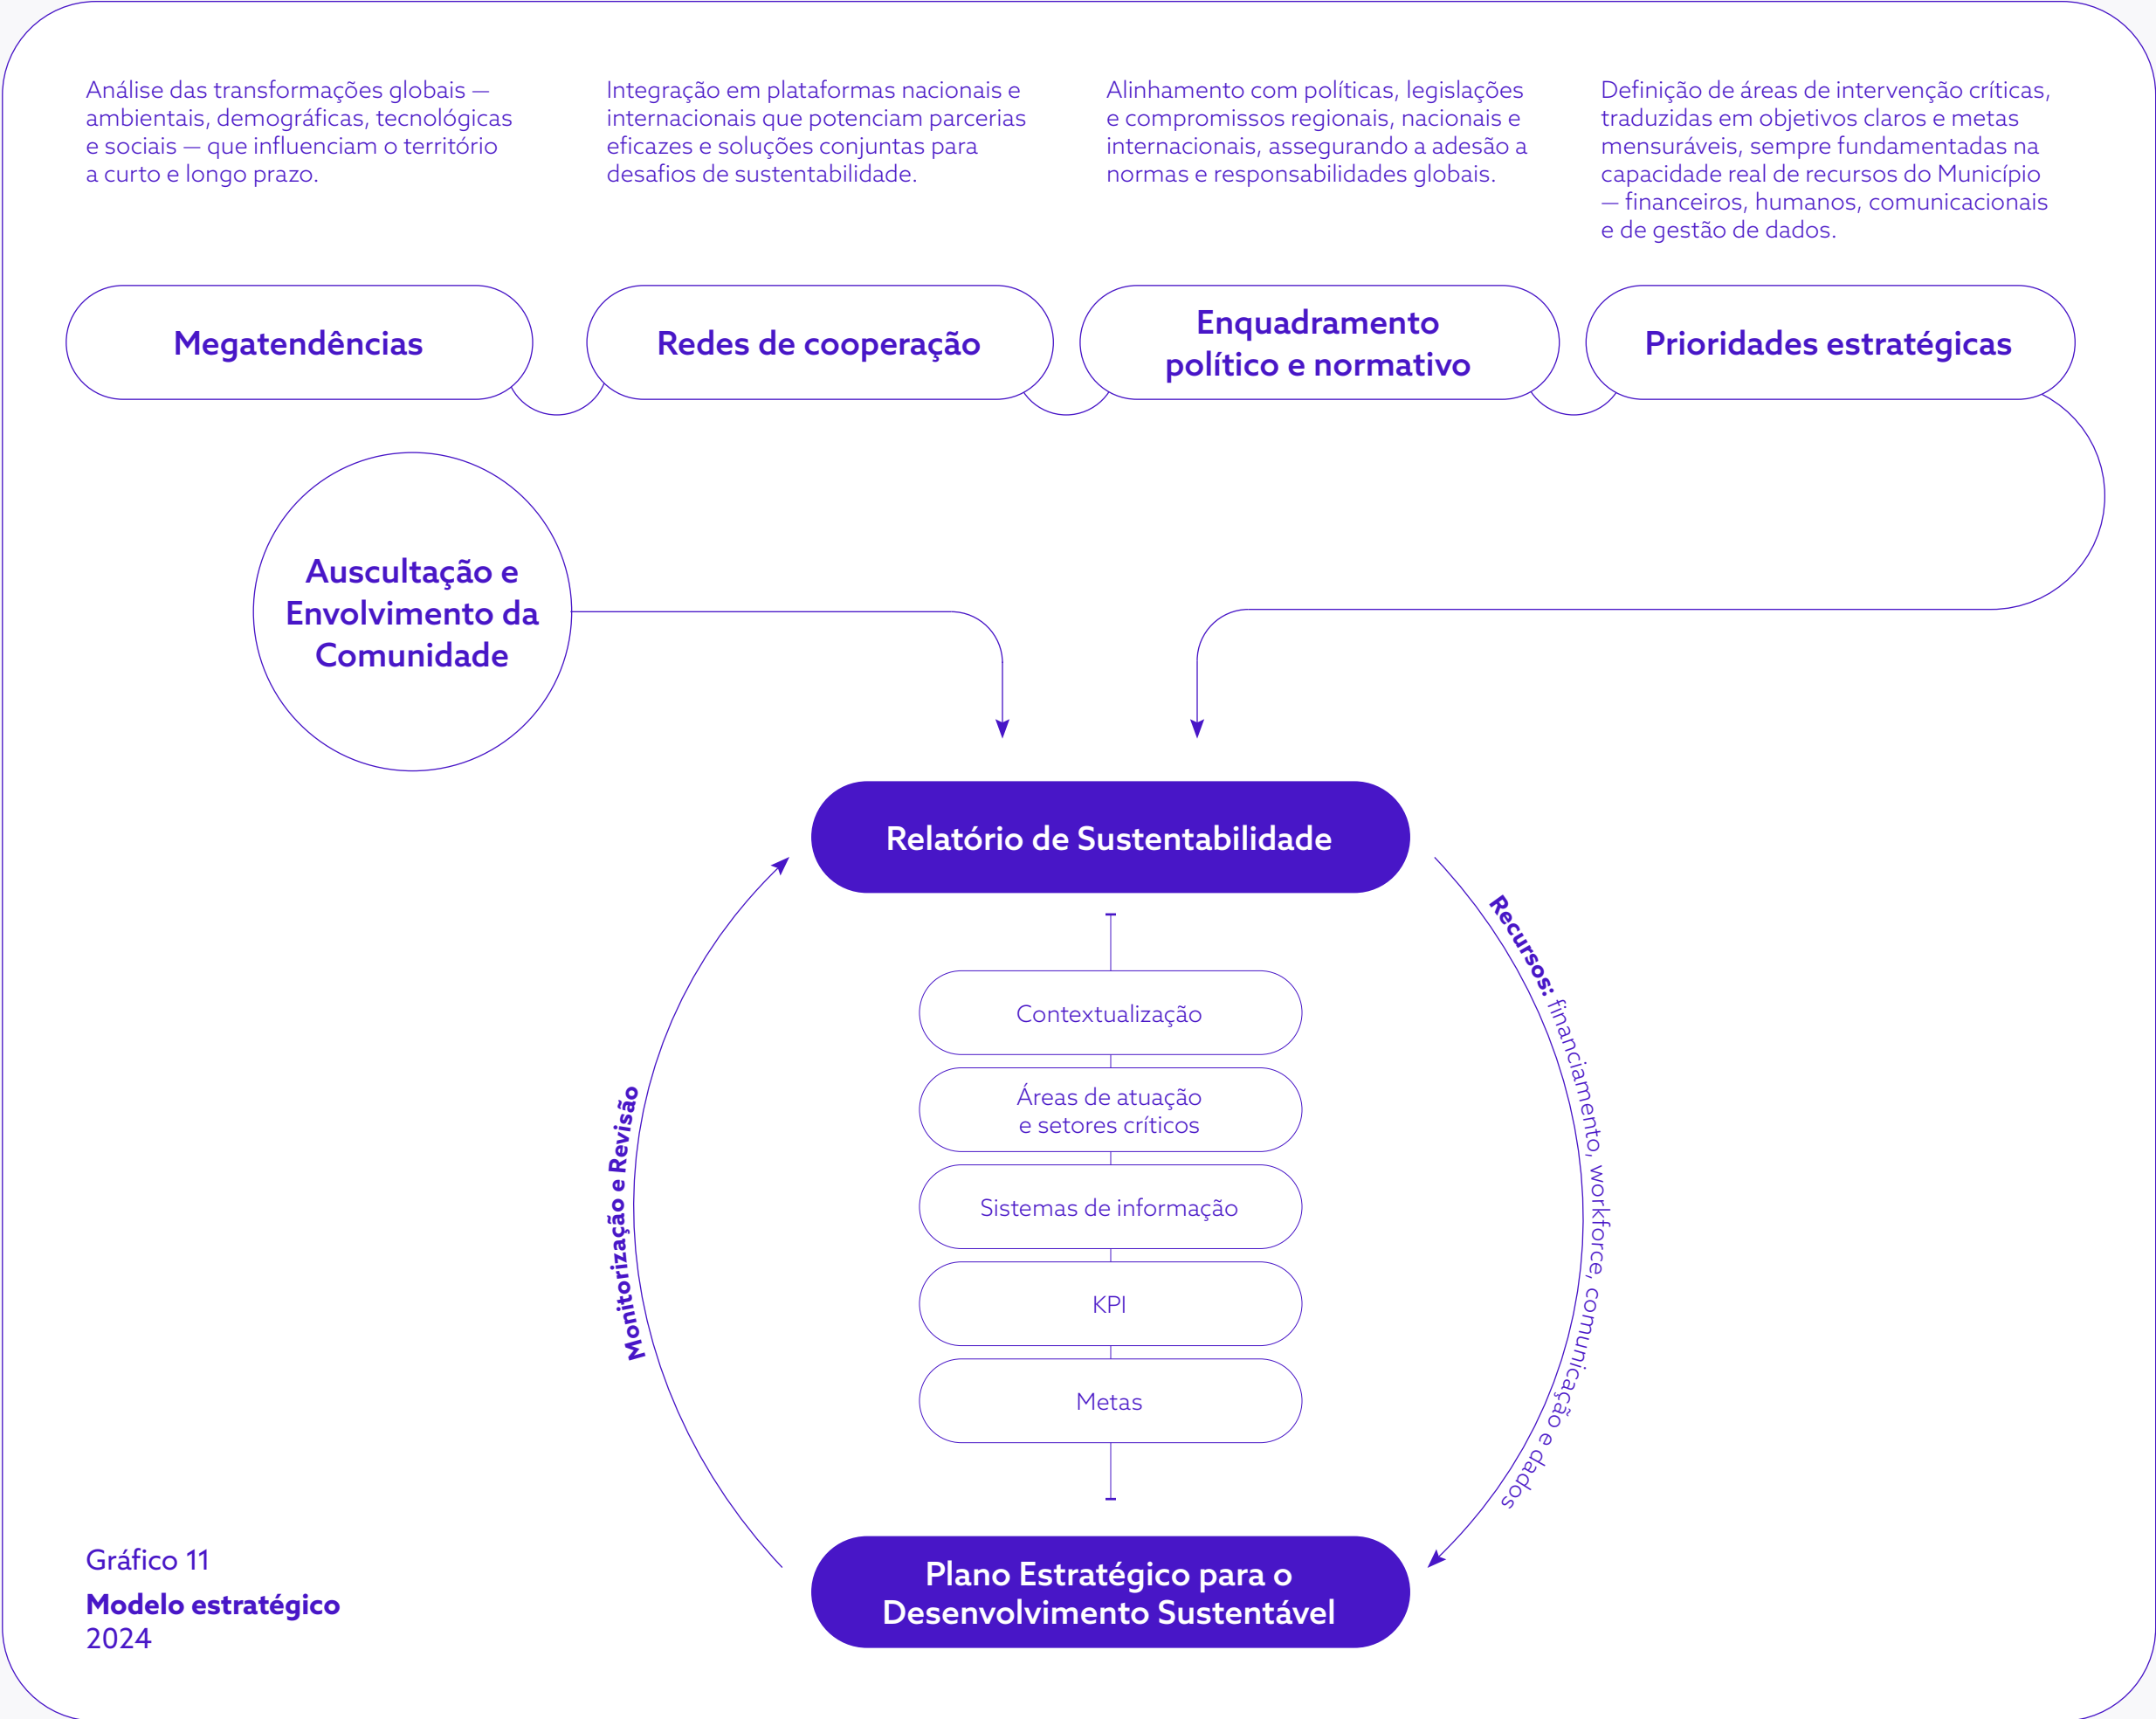 Análise das transformações globais —
ambientais, demográficas, tecnológicas
e sociais — que influenciam o território
a curto e longo prazo.
Integração em plataformas nacionais e
internacionais que potenciam parcerias
eficazes e soluções conjuntas para
desafios de sustentabilidade.
Alinhamento com políticas, legislações
e compromissos regionais, nacionais e
internacionais, assegurando a adesão a
normas e responsabilidades globais.
Definição de áreas de intervenção críticas,
traduzidas em objetivos claros e metas
mensuráveis, sempre fundamentadas na
capacidade real de recursos do Município
— financeiros, humanos, comunicacionais
e de gestão de dados.
Megatendências
Redes de cooperação
Enquadramento
político e normativo
Prioridades estratégicas
Auscultação e
Envolvimento da
Comunidade
Relatório de Sustentabilidade
Contextualização
Áreas de atuação
e setores críticos
Sistemas de informação
KPI
Metas
Monitorização e Revisão
Recursos: financiamento, workforce, comunicação e dados
Plano Estratégico para o
Desenvolvimento Sustentável
Gráfico 11
Modelo estratégico
2024